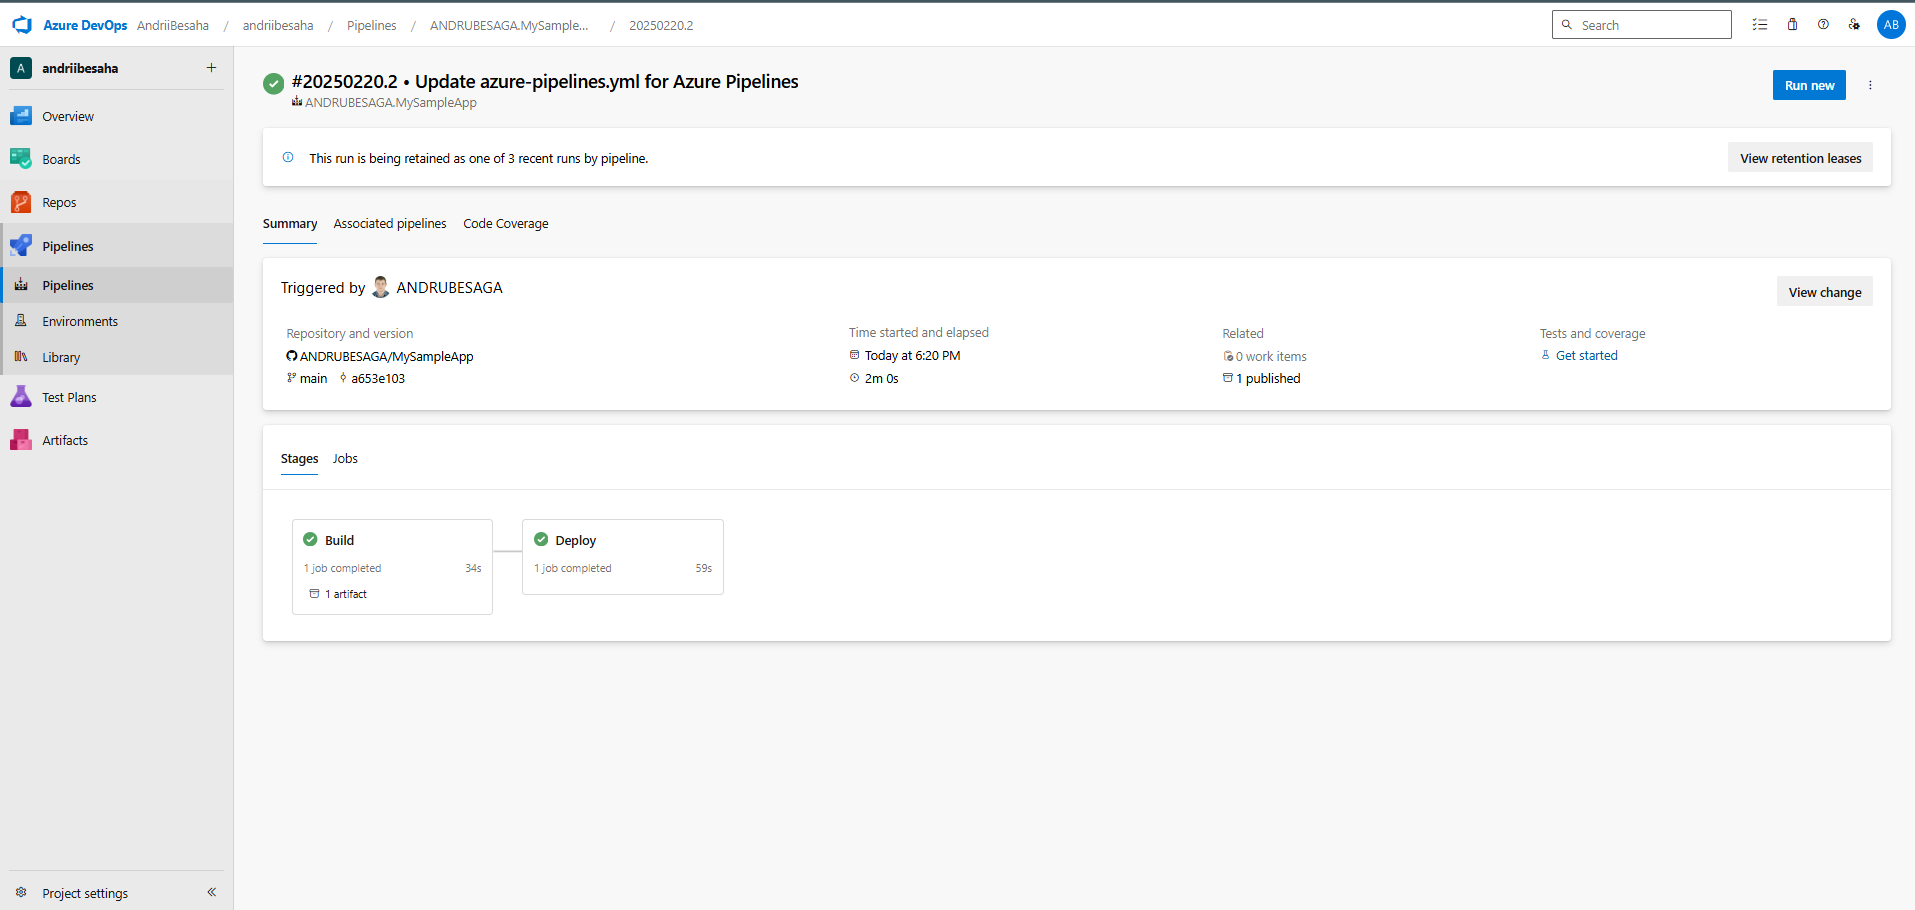 Azure DevOps AndriiBesaha / andriibesaha / Pipelines / ANDRUBESAGA.MySample... / 20250220.2
Search
AB
A andriibesaha +
Overview
Boards
Repos
Pipelines
Pipelines
Environments
Library
Test Plans
Artifacts
Project settings
#20250220.2 • Update azure-pipelines.yml for Azure Pipelines
ANDRUBESAGA.MySampleApp
Run new
This run is being retained as one of 3 recent runs by pipeline.
View retention leases
Summary Associated pipelines Code Coverage
Triggered by ANDRUBESAGA
View change
Repository and version
ANDRUBESAGA/MySampleApp
main a653e103
Time started and elapsed
Today at 6:20 PM
2m 0s
Related
0 work items
1 published
Tests and coverage
Get started
Stages Jobs
Build
1 job completed 34s
1 artifact
Deploy
1 job completed 59s